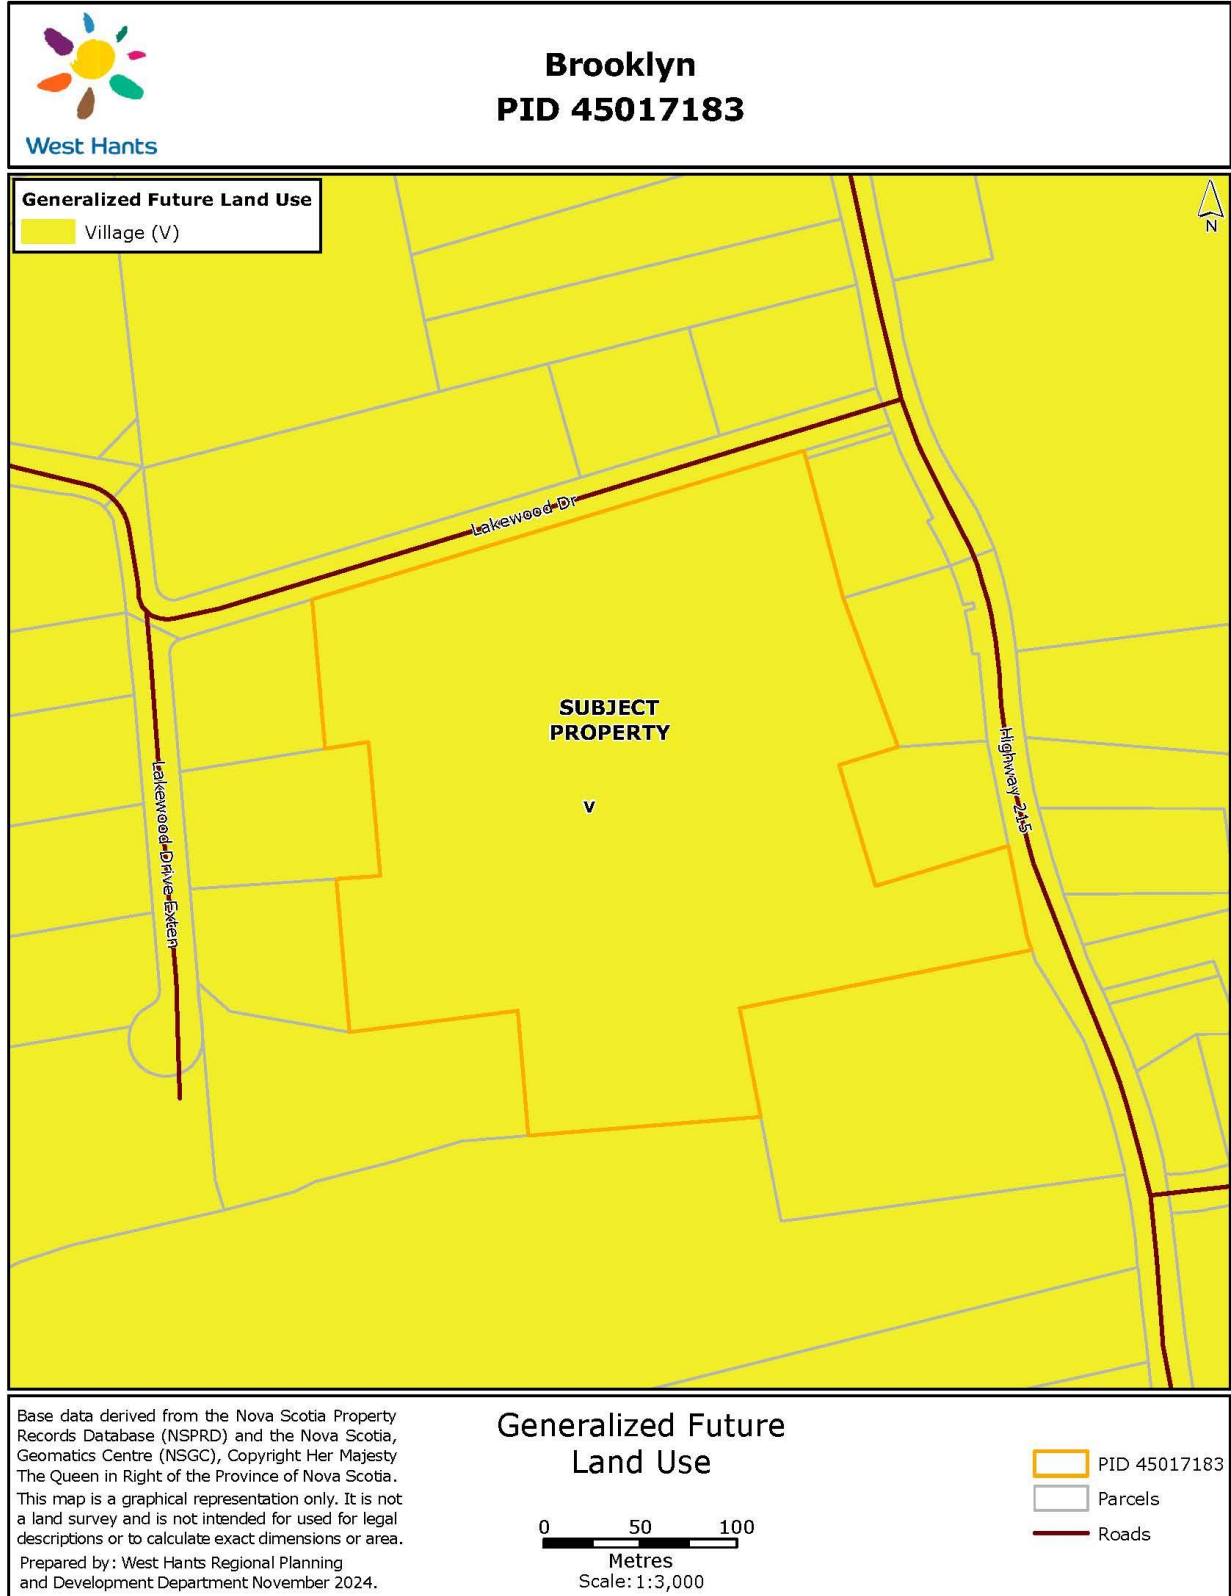 West Hants
Brooklyn
PID 45017183
Generalized Future Land Use
Village (V)
N
Lakewood Dr
SUBJECT
PROPERTY
V
Highway 215
Lakewood Drive Exten
Base data derived from the Nova Scotia Property
Records Database (NSPRD) and the Nova Scotia,
Geomatics Centre (NSGC), Copyright Her Majesty
The Queen in Right of the Province of Nova Scotia.
This map is a graphical representation only. It is not
a land survey and is not intended for used for legal
descriptions or to calculate exact dimensions or area.
Prepared by: West Hants Regional Planning
and Development Department November 2024.
Generalized Future
Land Use
0 50 100
Metres
Scale: 1:3,000
PID 45017183
Parcels
Roads